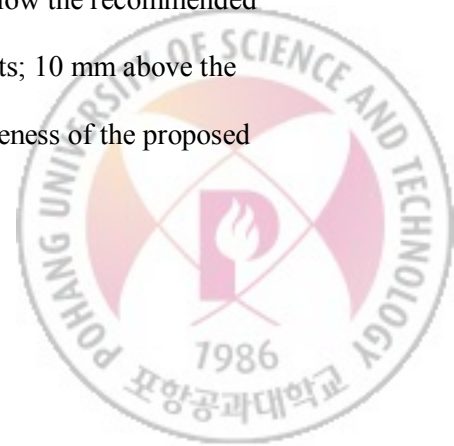 low the recommended
ts; 10 mm above the
eness of the proposed
POHANG UNIVERSITY OF SCIENCE AND TECHNOLOGY
1986
포항공과대학교